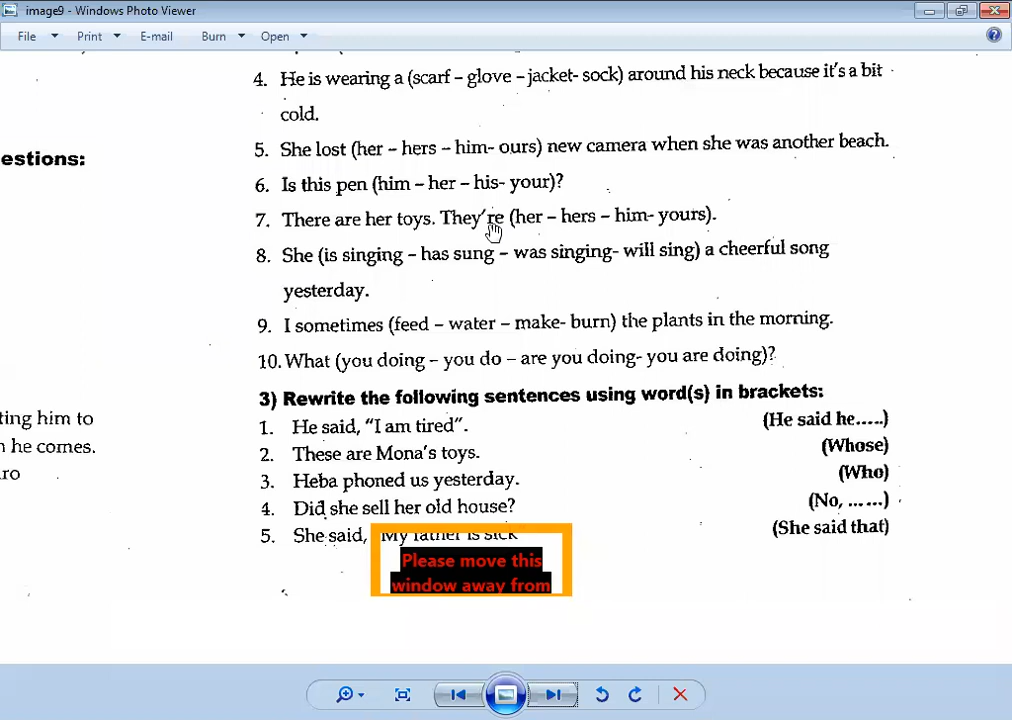 image9 - Windows Photo Viewer
File Print E-mail Burn Open
4. He is wearing a (scarf – glove – jacket- sock) around his neck because it's a bit
cold.
estions:
5. She lost (her – hers – him- ours) new camera when she was another beach.
6. Is this pen (him – her – his- your)?
7. There are her toys. They're (her – hers – him- yours).
8. She (is singing – has sung – was singing- will sing) a cheerful song
yesterday.
9. I sometimes (feed – water – make- burn) the plants in the morning.
10. What (you doing – you do – are you doing- you are doing)?
3) Rewrite the following sentences using word(s) in brackets:
ting him to
1. He said, “I am tired”. (He said he.....)
n he comes.
2. These are Mona's toys. (Whose)
ro
3. Heba phoned us yesterday. (Who)
4. Did she sell her old house? (No, ......)
5. She said, “My father is sick” (She said that)
Please move this
window away from